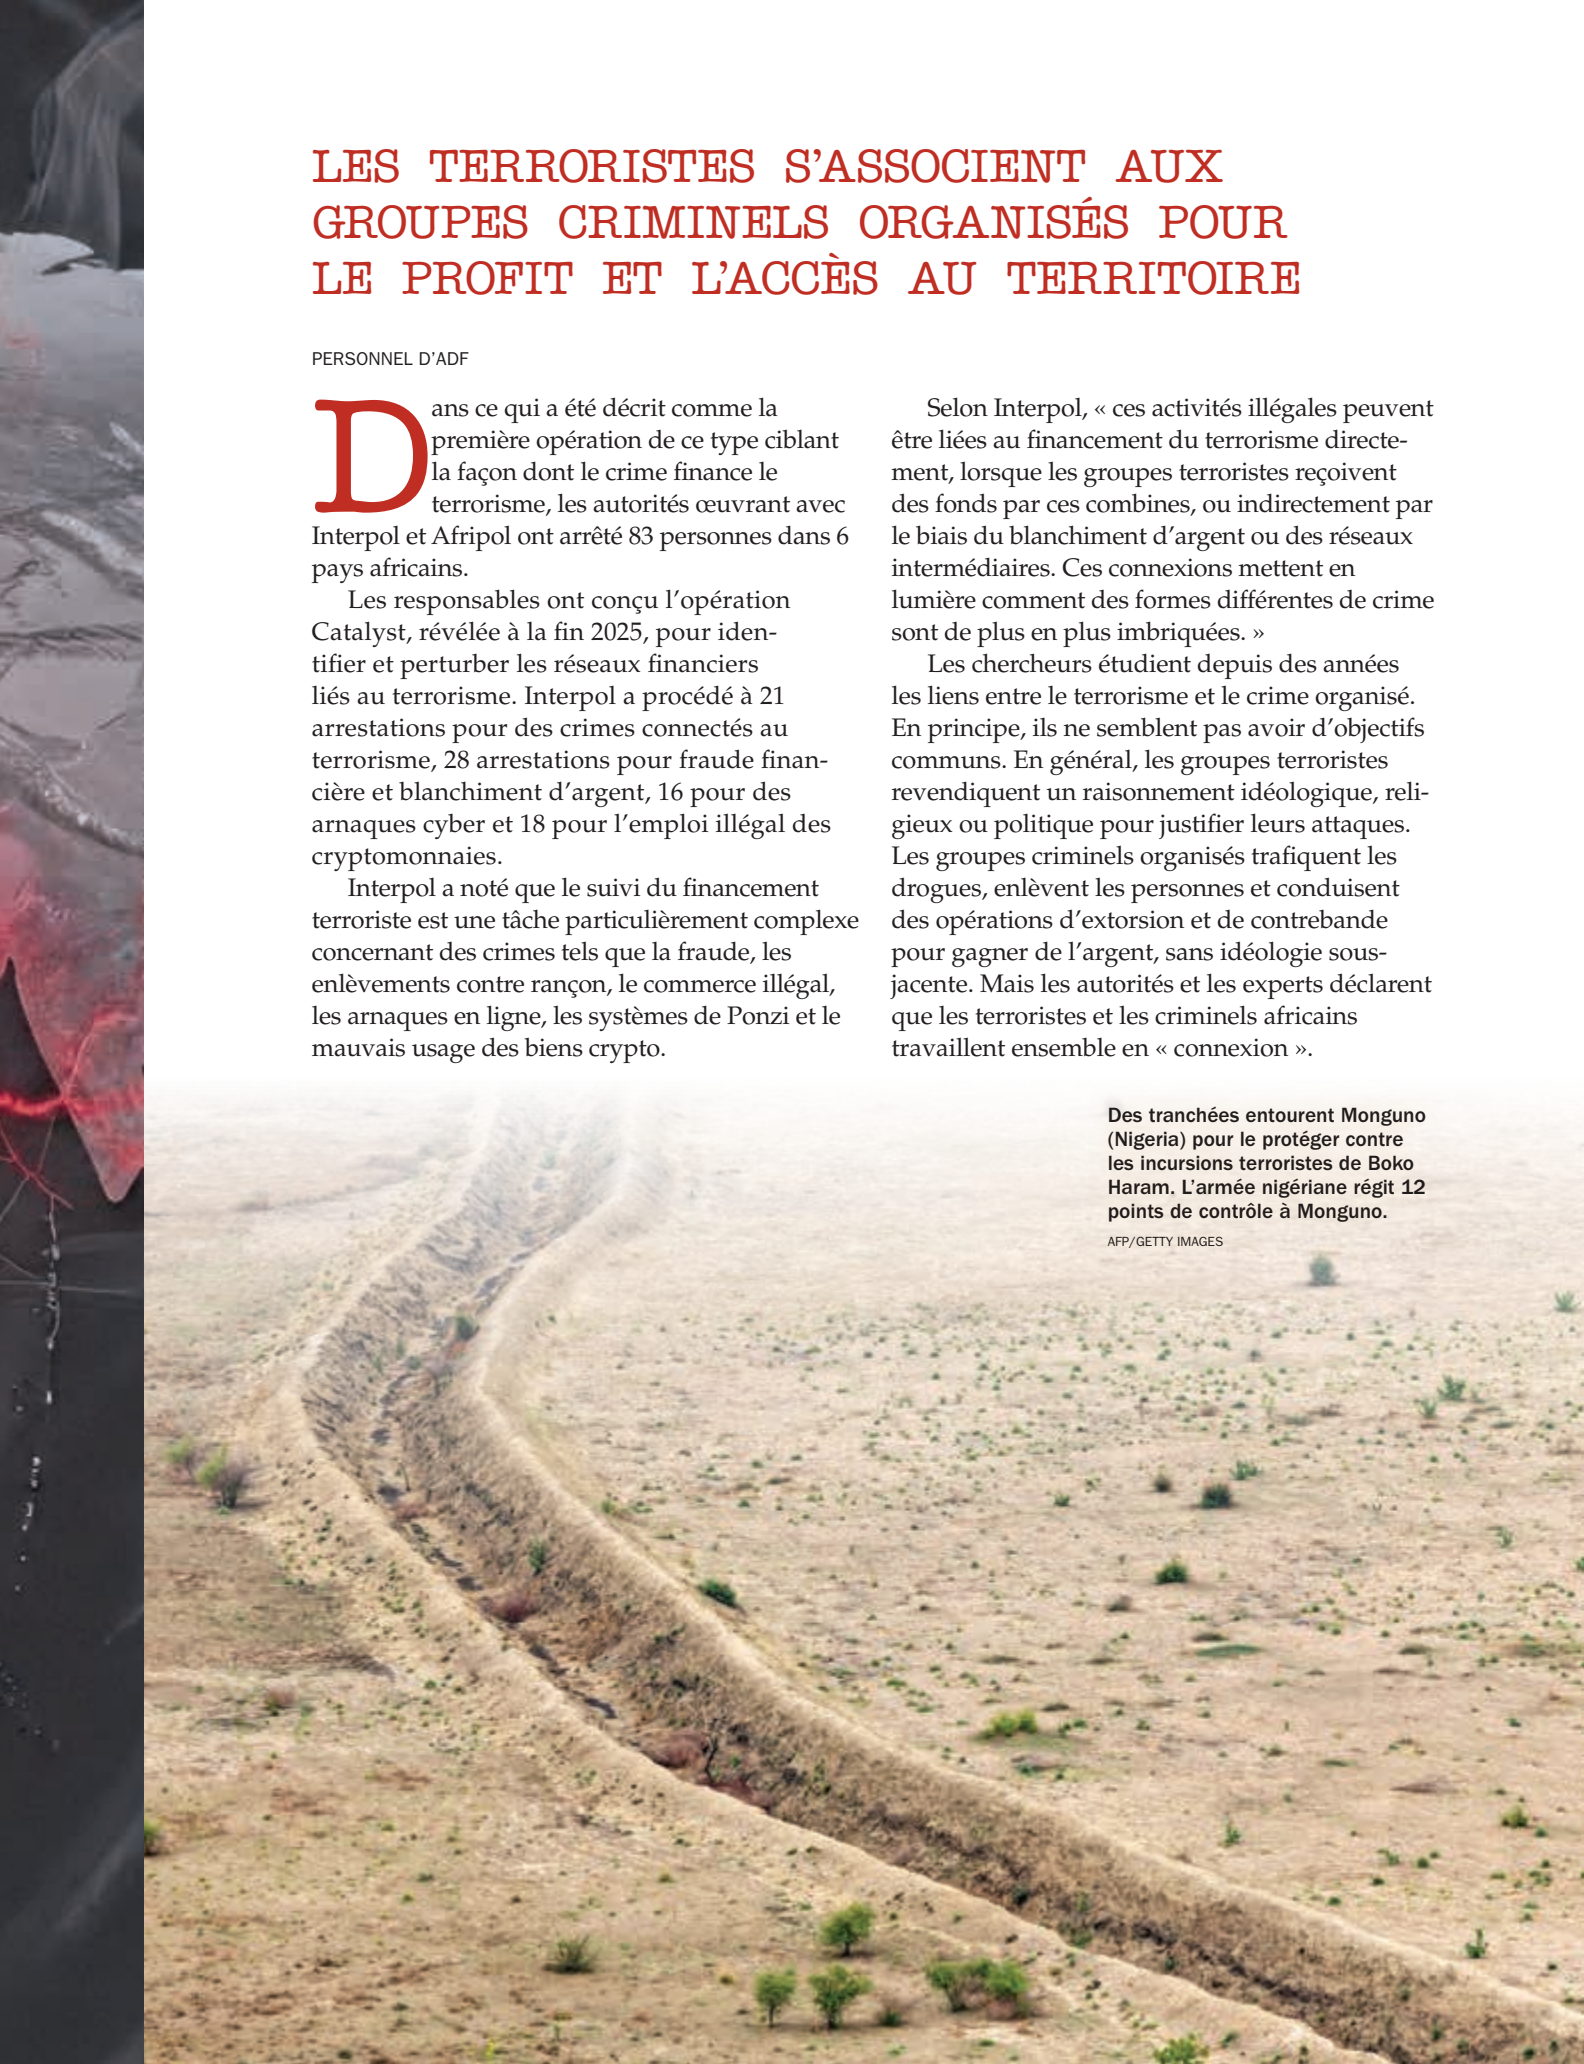 LES TERRORISTES S’ASSOCIENT AUX
GROUPES CRIMINELS ORGANISÉS POUR
LE PROFIT ET L’ACCÈS AU TERRITOIRE
PERSONNEL D’ADF
Dans ce qui a été décrit comme la
première opération de ce type ciblant
la façon dont le crime finance le
terrorisme, les autorités œuvrant avec
Interpol et Afripol ont arrêté 83 personnes dans 6
pays africains.
Les responsables ont conçu l’opération
Catalyst, révélée à la fin 2025, pour iden-
tifier et perturber les réseaux financiers
liés au terrorisme. Interpol a procédé à 21
arrestations pour des crimes connectés au
terrorisme, 28 arrestations pour fraude finan-
cière et blanchiment d’argent, 16 pour des
arnaques cyber et 18 pour l’emploi illégal des
cryptomonnaies.
Interpol a noté que le suivi du financement
terroriste est une tâche particulièrement complexe
concernant des crimes tels que la fraude, les
enlèvements contre rançon, le commerce illégal,
les arnaques en ligne, les systèmes de Ponzi et le
mauvais usage des biens crypto.
Selon Interpol, « ces activités illégales peuvent
être liées au financement du terrorisme directe-
ment, lorsque les groupes terroristes reçoivent
des fonds par ces combines, ou indirectement par
le biais du blanchiment d’argent ou des réseaux
intermédiaires. Ces connexions mettent en
lumière comment des formes différentes de crime
sont de plus en plus imbriquées. »
Les chercheurs étudient depuis des années
les liens entre le terrorisme et le crime organisé.
En principe, ils ne semblent pas avoir d’objectifs
communs. En général, les groupes terroristes
revendiquent un raisonnement idéologique, reli-
gieux ou politique pour justifier leurs attaques.
Les groupes criminels organisés trafiquent les
drogues, enlèvent les personnes et conduisent
des opérations d’extorsion et de contrebande
pour gagner de l’argent, sans idéologie sous-
jacente. Mais les autorités et les experts déclarent
que les terroristes et les criminels africains
travaillent ensemble en « connexion ».
Des tranchées entourent Monguno
(Nigeria) pour le protéger contre
les incursions terroristes de Boko
Haram. L’armée nigériane régit 12
points de contrôle à Monguno.
AFP/GETTY IMAGES